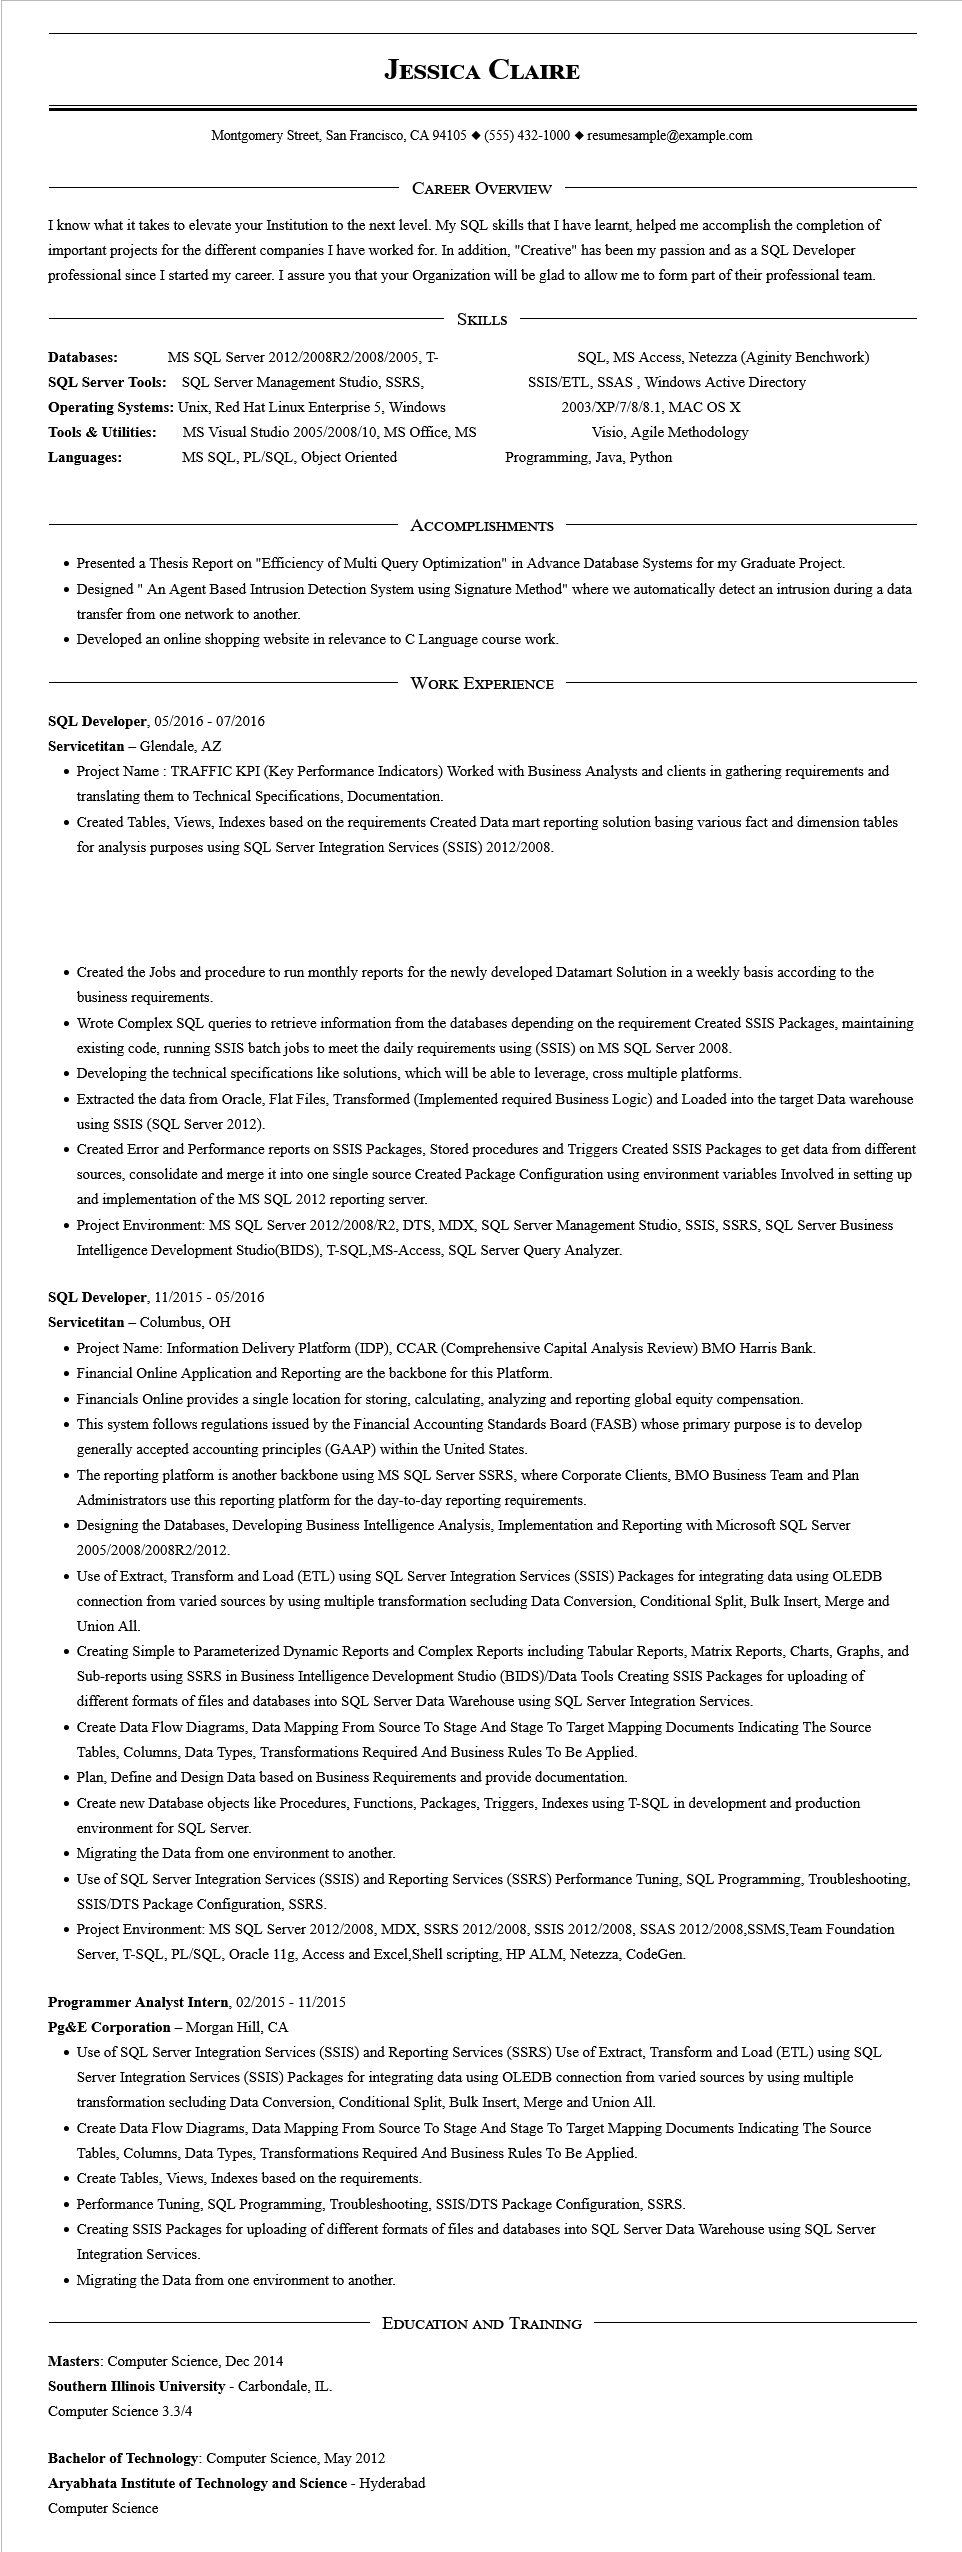 Jessica Claire
Montgomery Street, San Francisco, CA 94105 ◆ (555) 432-1000 ◆ resumesample@example.com
Career Overview
I know what it takes to elevate your Institution to the next level. My SQL skills that I have learnt, helped me accomplish the completion of
important projects for the different companies I have worked for. In addition, "Creative" has been my passion and as a SQL Developer
professional since I started my career. I assure you that your Organization will be glad to allow me to form part of their professional team.
Skills
Databases: MS SQL Server 2012/2008R2/2008/2005, T- SQL, MS Access, Netezza (Aginity Benchwork)
SQL Server Tools: SQL Server Management Studio, SSRS, SSIS/ETL, SSAS , Windows Active Directory
Operating Systems: Unix, Red Hat Linux Enterprise 5, Windows 2003/XP/7/8/8.1, MAC OS X
Tools & Utilities: MS Visual Studio 2005/2008/10, MS Office, MS Visio, Agile Methodology
Languages: MS SQL, PL/SQL, Object Oriented Programming, Java, Python
Accomplishments
• Presented a Thesis Report on "Efficiency of Multi Query Optimization" in Advance Database Systems for my Graduate Project.
• Designed " An Agent Based Intrusion Detection System using Signature Method" where we automatically detect an intrusion during a data
transfer from one network to another.
• Developed an online shopping website in relevance to C Language course work.
Work Experience
SQL Developer, 05/2016 - 07/2016
Servicetitan – Glendale, AZ
• Project Name : TRAFFIC KPI (Key Performance Indicators) Worked with Business Analysts and clients in gathering requirements and
translating them to Technical Specifications, Documentation.
• Created Tables, Views, Indexes based on the requirements Created Data mart reporting solution basing various fact and dimension tables
for analysis purposes using SQL Server Integration Services (SSIS) 2012/2008.
• Created the Jobs and procedure to run monthly reports for the newly developed Datamart Solution in a weekly basis according to the
business requirements.
• Wrote Complex SQL queries to retrieve information from the databases depending on the requirement Created SSIS Packages, maintaining
existing code, running SSIS batch jobs to meet the daily requirements using (SSIS) on MS SQL Server 2008.
• Developing the technical specifications like solutions, which will be able to leverage, cross multiple platforms.
• Extracted the data from Oracle, Flat Files, Transformed (Implemented required Business Logic) and Loaded into the target Data warehouse
using SSIS (SQL Server 2012).
• Created Error and Performance reports on SSIS Packages, Stored procedures and Triggers Created SSIS Packages to get data from different
sources, consolidate and merge it into one single source Created Package Configuration using environment variables Involved in setting up
and implementation of the MS SQL 2012 reporting server.
• Project Environment: MS SQL Server 2012/2008/R2, DTS, MDX, SQL Server Management Studio, SSIS, SSRS, SQL Server Business
Intelligence Development Studio(BIDS), T-SQL,MS-Access, SQL Server Query Analyzer.
SQL Developer, 11/2015 - 05/2016
Servicetitan – Columbus, OH
• Project Name: Information Delivery Platform (IDP), CCAR (Comprehensive Capital Analysis Review) BMO Harris Bank.
• Financial Online Application and Reporting are the backbone for this Platform.
• Financials Online provides a single location for storing, calculating, analyzing and reporting global equity compensation.
• This system follows regulations issued by the Financial Accounting Standards Board (FASB) whose primary purpose is to develop
generally accepted accounting principles (GAAP) within the United States.
• The reporting platform is another backbone using MS SQL Server SSRS, where Corporate Clients, BMO Business Team and Plan
Administrators use this reporting platform for the day-to-day reporting requirements.
• Designing the Databases, Developing Business Intelligence Analysis, Implementation and Reporting with Microsoft SQL Server
2005/2008/2008R2/2012.
• Use of Extract, Transform and Load (ETL) using SQL Server Integration Services (SSIS) Packages for integrating data using OLEDB
connection from varied sources by using multiple transformation secluding Data Conversion, Conditional Split, Bulk Insert, Merge and
Union All.
• Creating Simple to Parameterized Dynamic Reports and Complex Reports including Tabular Reports, Matrix Reports, Charts, Graphs, and
Sub-reports using SSRS in Business Intelligence Development Studio (BIDS)/Data Tools Creating SSIS Packages for uploading of
different formats of files and databases into SQL Server Data Warehouse using SQL Server Integration Services.
• Create Data Flow Diagrams, Data Mapping From Source To Stage And Stage To Target Mapping Documents Indicating The Source
Tables, Columns, Data Types, Transformations Required And Business Rules To Be Applied.
• Plan, Define and Design Data based on Business Requirements and provide documentation.
• Create new Database objects like Procedures, Functions, Packages, Triggers, Indexes using T-SQL in development and production
environment for SQL Server.
• Migrating the Data from one environment to another.
• Use of SQL Server Integration Services (SSIS) and Reporting Services (SSRS) Performance Tuning, SQL Programming, Troubleshooting,
SSIS/DTS Package Configuration, SSRS.
• Project Environment: MS SQL Server 2012/2008, MDX, SSRS 2012/2008, SSIS 2012/2008, SSAS 2012/2008,SSMS,Team Foundation
Server, T-SQL, PL/SQL, Oracle 11g, Access and Excel,Shell scripting, HP ALM, Netezza, CodeGen.
Programmer Analyst Intern, 02/2015 - 11/2015
Pg&E Corporation – Morgan Hill, CA
• Use of SQL Server Integration Services (SSIS) and Reporting Services (SSRS) Use of Extract, Transform and Load (ETL) using SQL
Server Integration Services (SSIS) Packages for integrating data using OLEDB connection from varied sources by using multiple
transformation secluding Data Conversion, Conditional Split, Bulk Insert, Merge and Union All.
• Create Data Flow Diagrams, Data Mapping From Source To Stage And Stage To Target Mapping Documents Indicating The Source
Tables, Columns, Data Types, Transformations Required And Business Rules To Be Applied.
• Create Tables, Views, Indexes based on the requirements.
• Performance Tuning, SQL Programming, Troubleshooting, SSIS/DTS Package Configuration, SSRS.
• Creating SSIS Packages for uploading of different formats of files and databases into SQL Server Data Warehouse using SQL Server
Integration Services.
• Migrating the Data from one environment to another.
Education and Training
Masters: Computer Science, Dec 2014
Southern Illinois University - Carbondale, IL.
Computer Science 3.3/4
Bachelor of Technology: Computer Science, May 2012
Aryabhata Institute of Technology and Science - Hyderabad
Computer Science